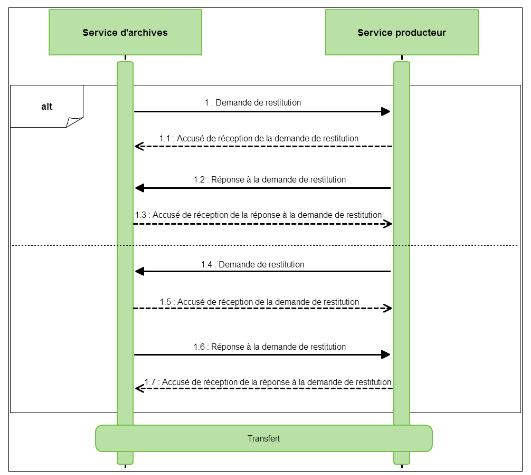 Service d'archives
Service producteur
alt
1 : Demande de restitution
1.1 : Accusé de réception de la demande de restitution
1.2 : Réponse à la demande de restitution
1.3 : Accusé de réception de la réponse à la demande de restitution
1.4 : Demande de restitution
1.5 : Accusé de réception de la demande de restitution
1.6 : Réponse à la demande de restitution
1.7 : Accusé de réception de la réponse à la demande de restitution
Transfert